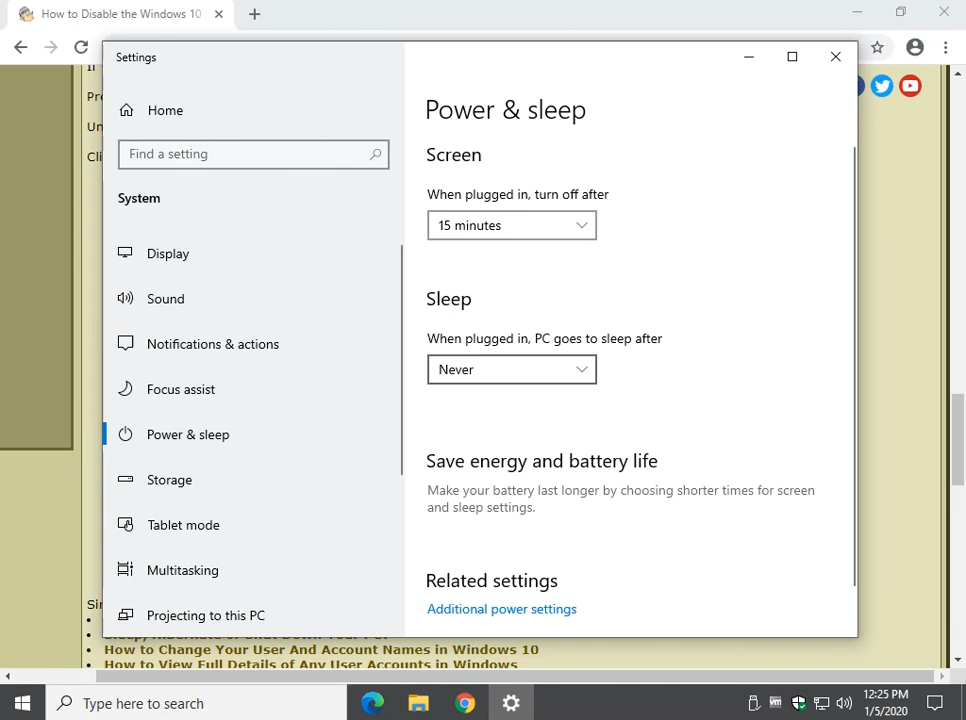 How to Disable the Windows 10
Settings
Home
Find a setting
System
Display
Sound
Notifications & actions
Focus assist
Power & sleep
Storage
Tablet mode
Multitasking
Projecting to this PC
Power & sleep
Screen
When plugged in, turn off after
15 minutes
Sleep
When plugged in, PC goes to sleep after
Never
Save energy and battery life
Make your battery last longer by choosing shorter times for screen
and sleep settings.
Related settings
Additional power settings
Pre
Un
Cli
How to Change Your User And Account Names in Windows 10
How to View Full Details of Any User Accounts in Windows
Type here to search
12:25 PM
1/5/2020